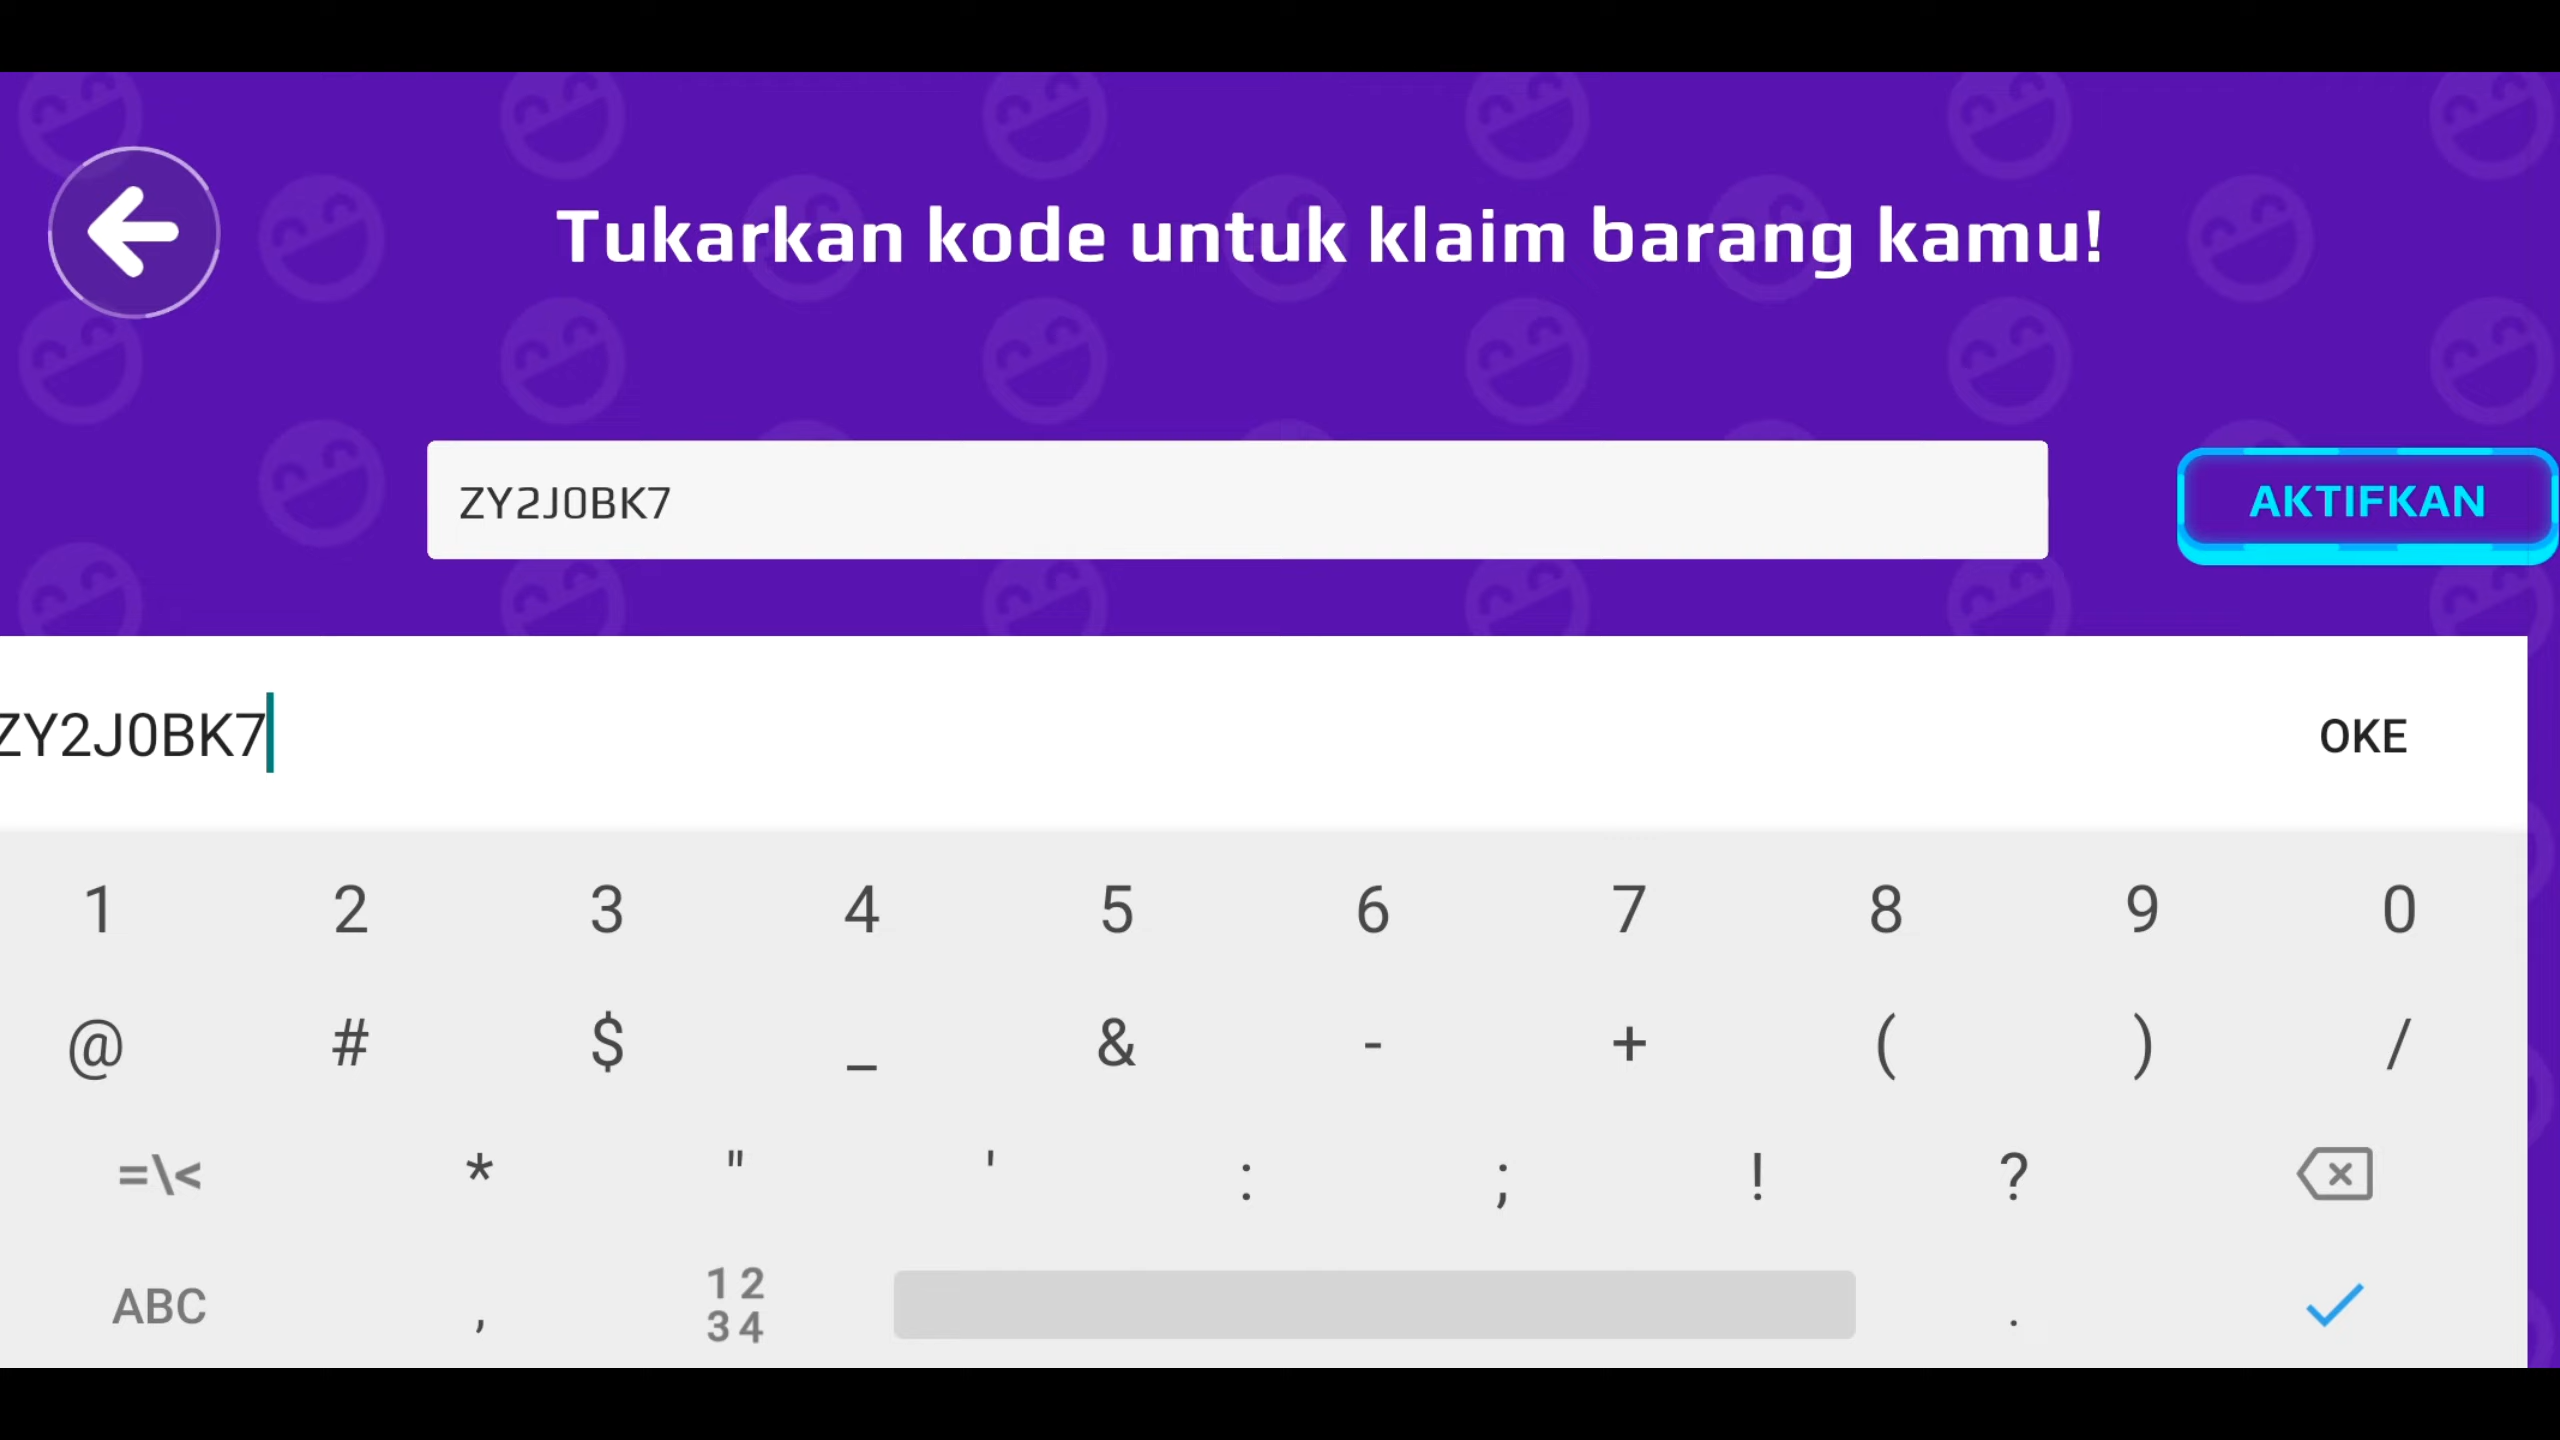 Tukarkan kode untuk klaim barang kamu!
ZY2J0BK7
AKTIFKAN
ZY2J0BK7
OKE
1 2 3 4 5 6 7 8 9 0
@ # $ _ & - + ( ) /
=\< * " ' : ; ! ?
ABC , 12 34 .